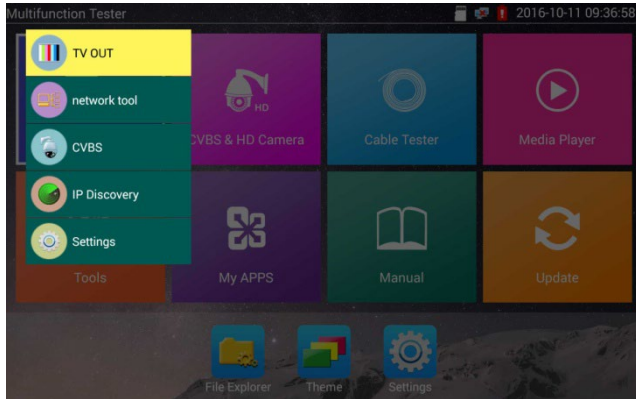 Multifunction Tester
2016-10-11 09:36:58
TV OUT
network tool
CVBS
IP Discovery
Settings
HD
CVBS & HD Camera
Cable Tester
Media Player
Tools
My APPS
Manual
Update
File Explorer
Theme
Settings